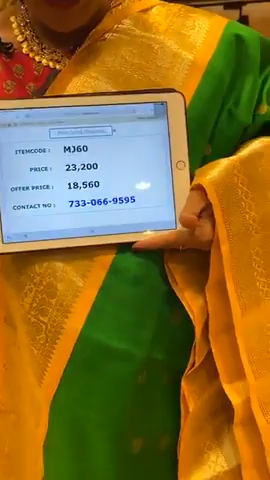 ITEMCODE : MJ60
PRICE : 23,200
OFFER PRICE : 18,560
CONTACT NO : 733-066-9595